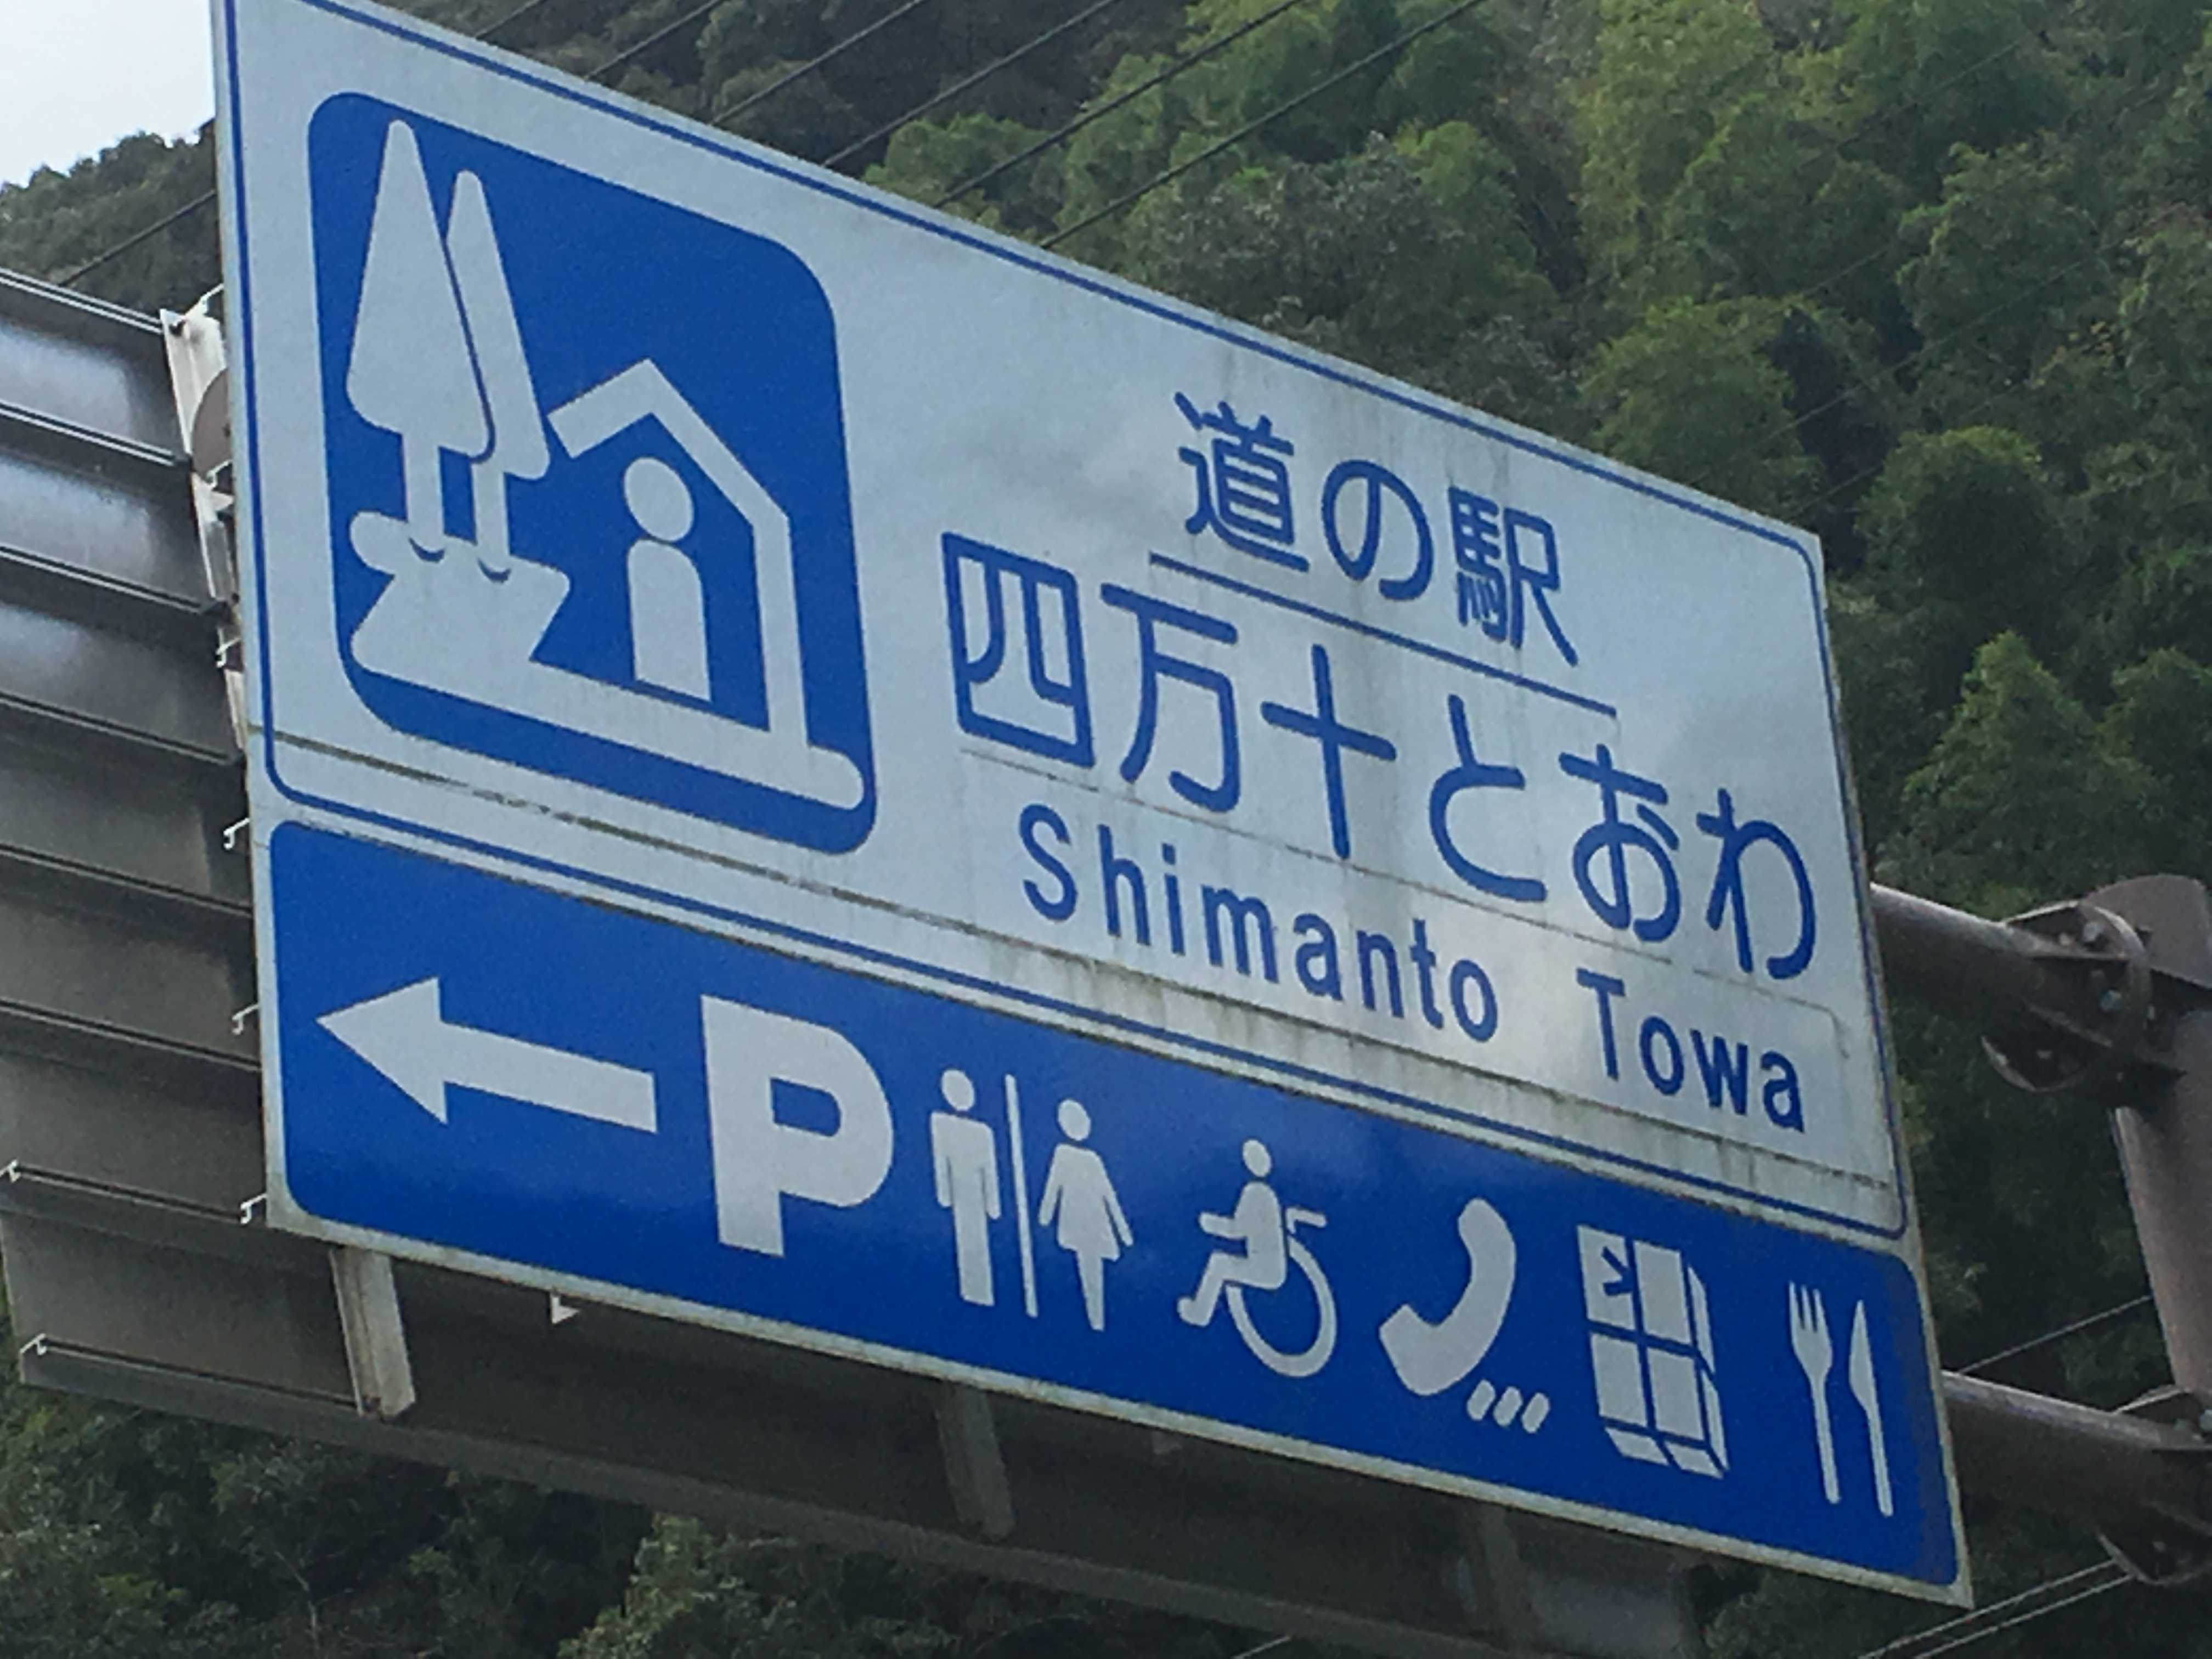 道の駅
四万十とおわ
Shimanto Towa
P